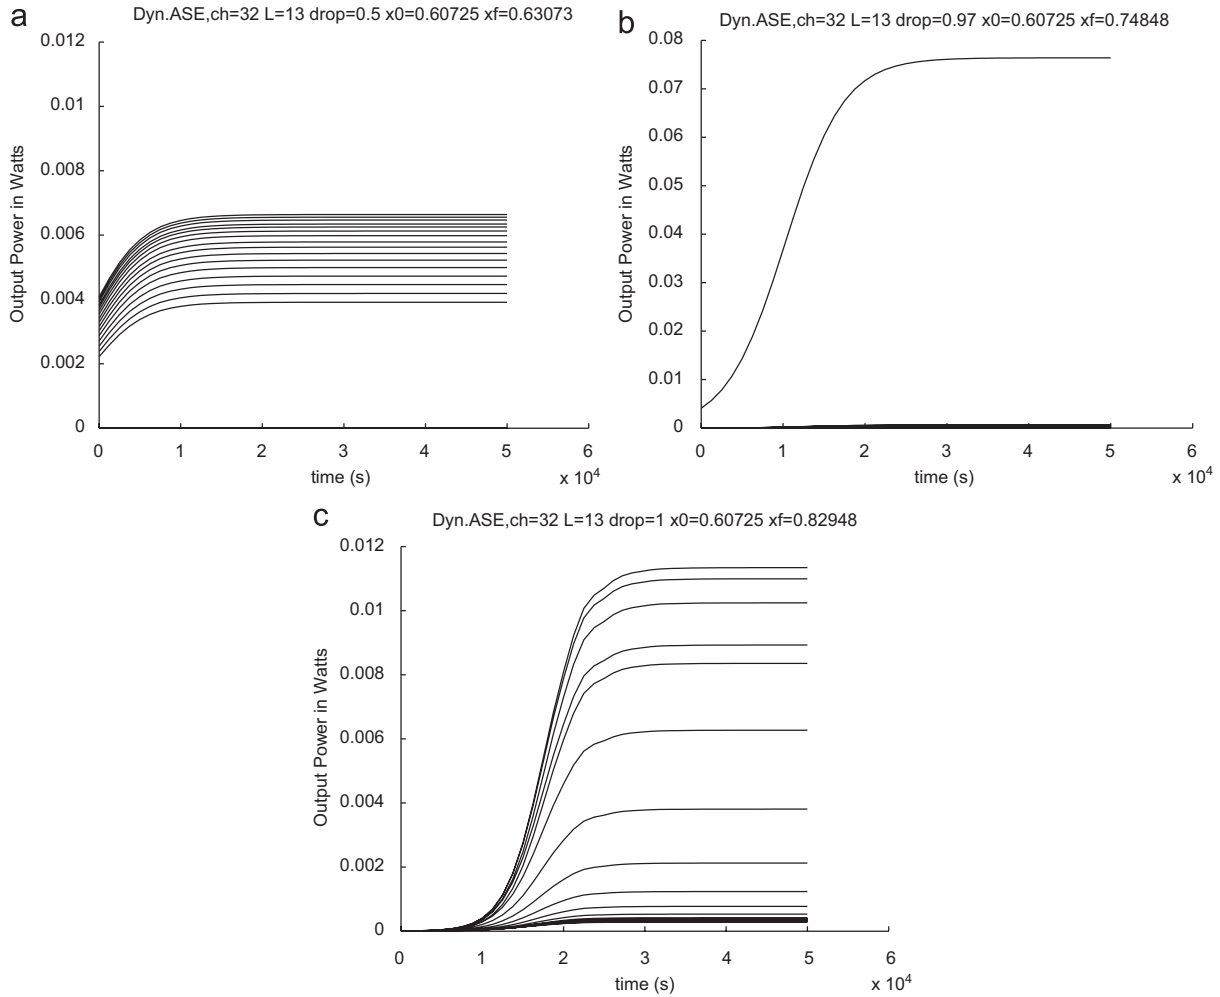 a
Dyn.ASE,ch=32 L=13 drop=0.5 x0=0.60725 xf=0.63073
0.012
0.01
0.008
0.006
0.004
0.002
0
Output Power in Watts
0 1 2 3 4 5 6
time (s)
x 10^4
b
Dyn.ASE,ch=32 L=13 drop=0.97 x0=0.60725 xf=0.74848
0.08
0.07
0.06
0.05
0.04
0.03
0.02
0.01
0
Output Power in Watts
0 1 2 3 4 5 6
time (s)
x 10^4
c
Dyn.ASE,ch=32 L=13 drop=1 x0=0.60725 xf=0.82948
0.012
0.01
0.008
0.006
0.004
0.002
0
Output Power in Watts
0 1 2 3 4 5 6
time (s)
x 10^4